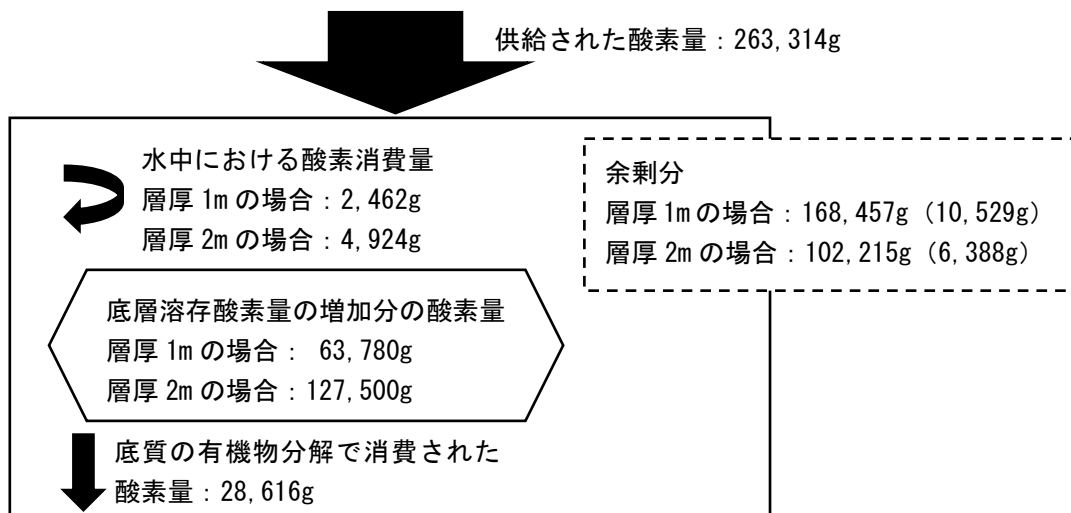 供給された酸素量：263,314g
水中における酸素消費量
層厚 1m の場合：2,462g
層厚 2m の場合：4,924g
余剰分
層厚 1m の場合：168,457g（10,529g）
層厚 2m の場合：102,215g（6,388g）
底層溶存酸素量の増加分の酸素量
層厚 1m の場合： 63,780g
層厚 2m の場合：127,500g
底質の有機物分解で消費された
酸素量：28,616g